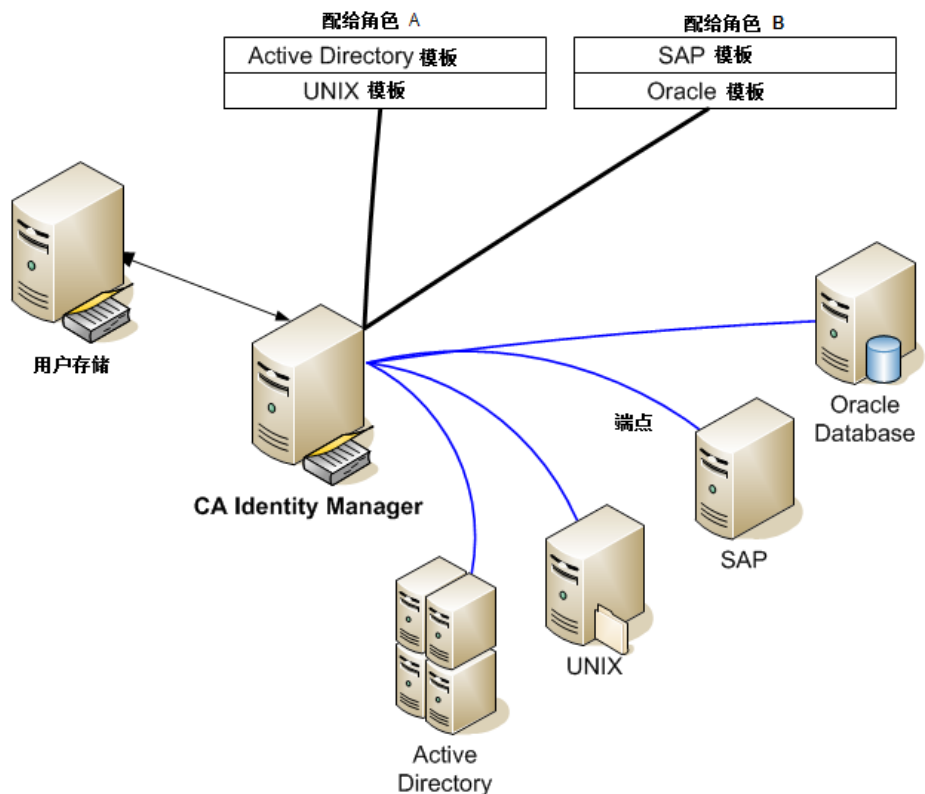 配给角色 A
Active Directory 模板
UNIX 模板
配给角色 B
SAP 模板
Oracle 模板
用户存储
CA Identity Manager
端点
Oracle
Database
SAP
UNIX
Active
Directory